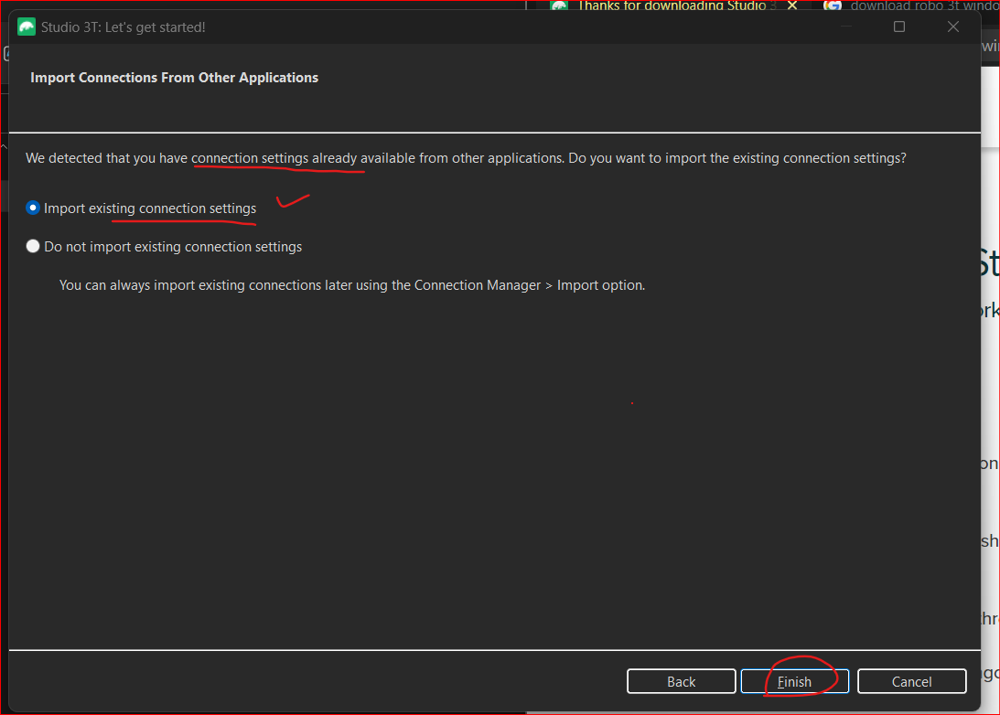 Thanks for downloading Studio 3
download robo 3t windo
Studio 3T: Let's get started!
Import Connections From Other Applications
We detected that you have connection settings already available from other applications. Do you want to import the existing connection settings?
Import existing connection settings
Do not import existing connection settings
You can always import existing connections later using the Connection Manager > Import option.
Back
Finish
Cancel